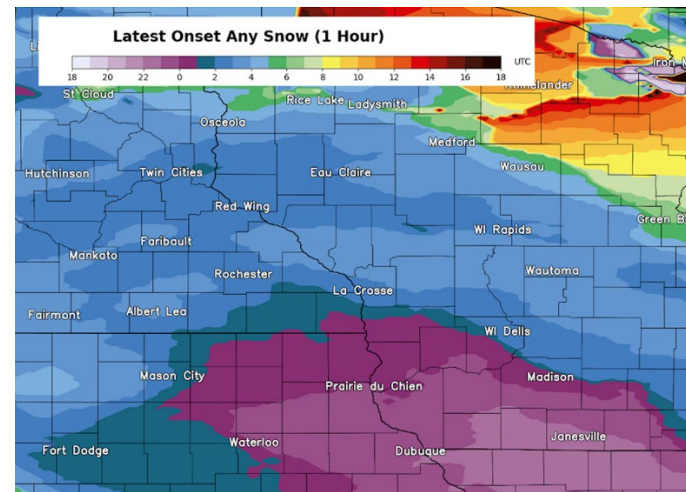 Latest Onset Any Snow (1 Hour)
18 20 22 0 2 4 6 8 10 12 14 16 18 UTC
St Cloud
Rice Lake
Ladysmith
Osceola
Medford
Hutchinson
Twin Cities
Eau Claire
Wausau
Red Wing
Green B
WI Rapids
Faribault
Mankato
Rochester
Wautoma
La Crosse
Fairmont
Albert Lea
WI Dells
Mason City
Prairie du Chien
Madison
Waterloo
Janesville
Fort Dodge
Dubuque